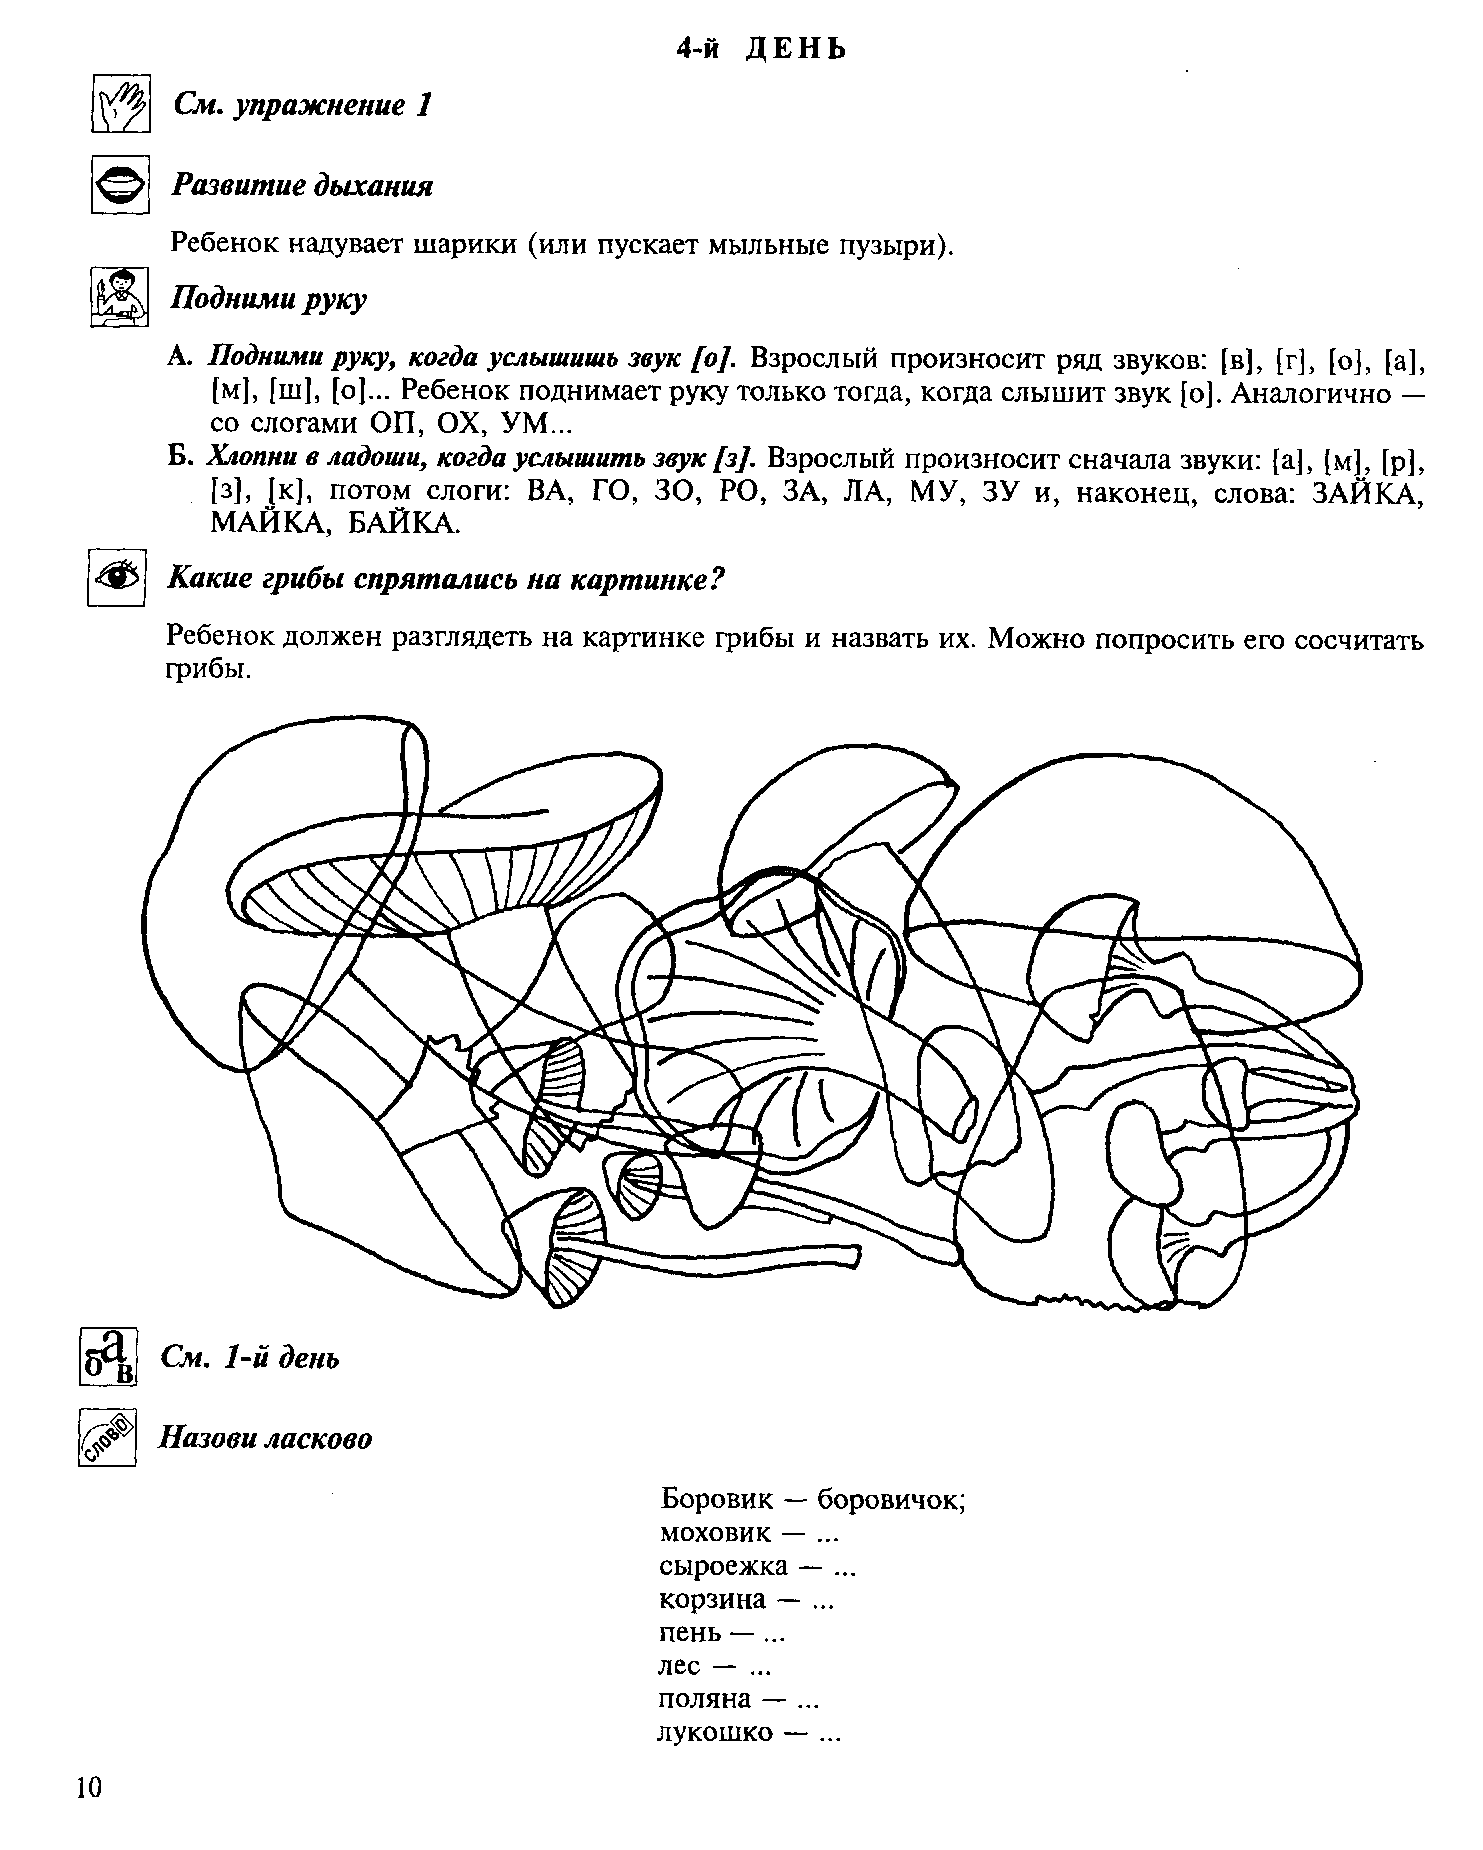 4-й ДЕНЬ
См. упражнение 1
Развитие дыхания
Ребенок надувает шарики (или пускает мыльные пузыри).
Подними руку
А. Подними руку, когда услышишь звук [о]. Взрослый произносит ряд звуков: [в], [г], [о], [а],
[м], [ш], [о]... Ребенок поднимает руку только тогда, когда слышит звук [о]. Аналогично —
со слогами ОП, ОХ, УМ...
Б. Хлопни в ладоши, когда услышить звук [з]. Взрослый произносит сначала звуки: [а], [м], [р],
[з], [к], потом слоги: ВА, ГО, ЗО, РО, ЗА, ЛА, МУ, ЗУ и, наконец, слова: ЗАЙКА,
МАЙКА, БАЙКА.
Какие грибы спрятались на картинке?
Ребенок должен разглядеть на картинке грибы и назвать их. Можно попросить его сосчитать
грибы.
бав
См. 1-й день
СЛОВО
Назови ласково
Боровик — боровичок;
моховик — ...
сыроежка — ...
корзина — ...
пень — ...
лес — ...
поляна — ...
лукошко — ...
10